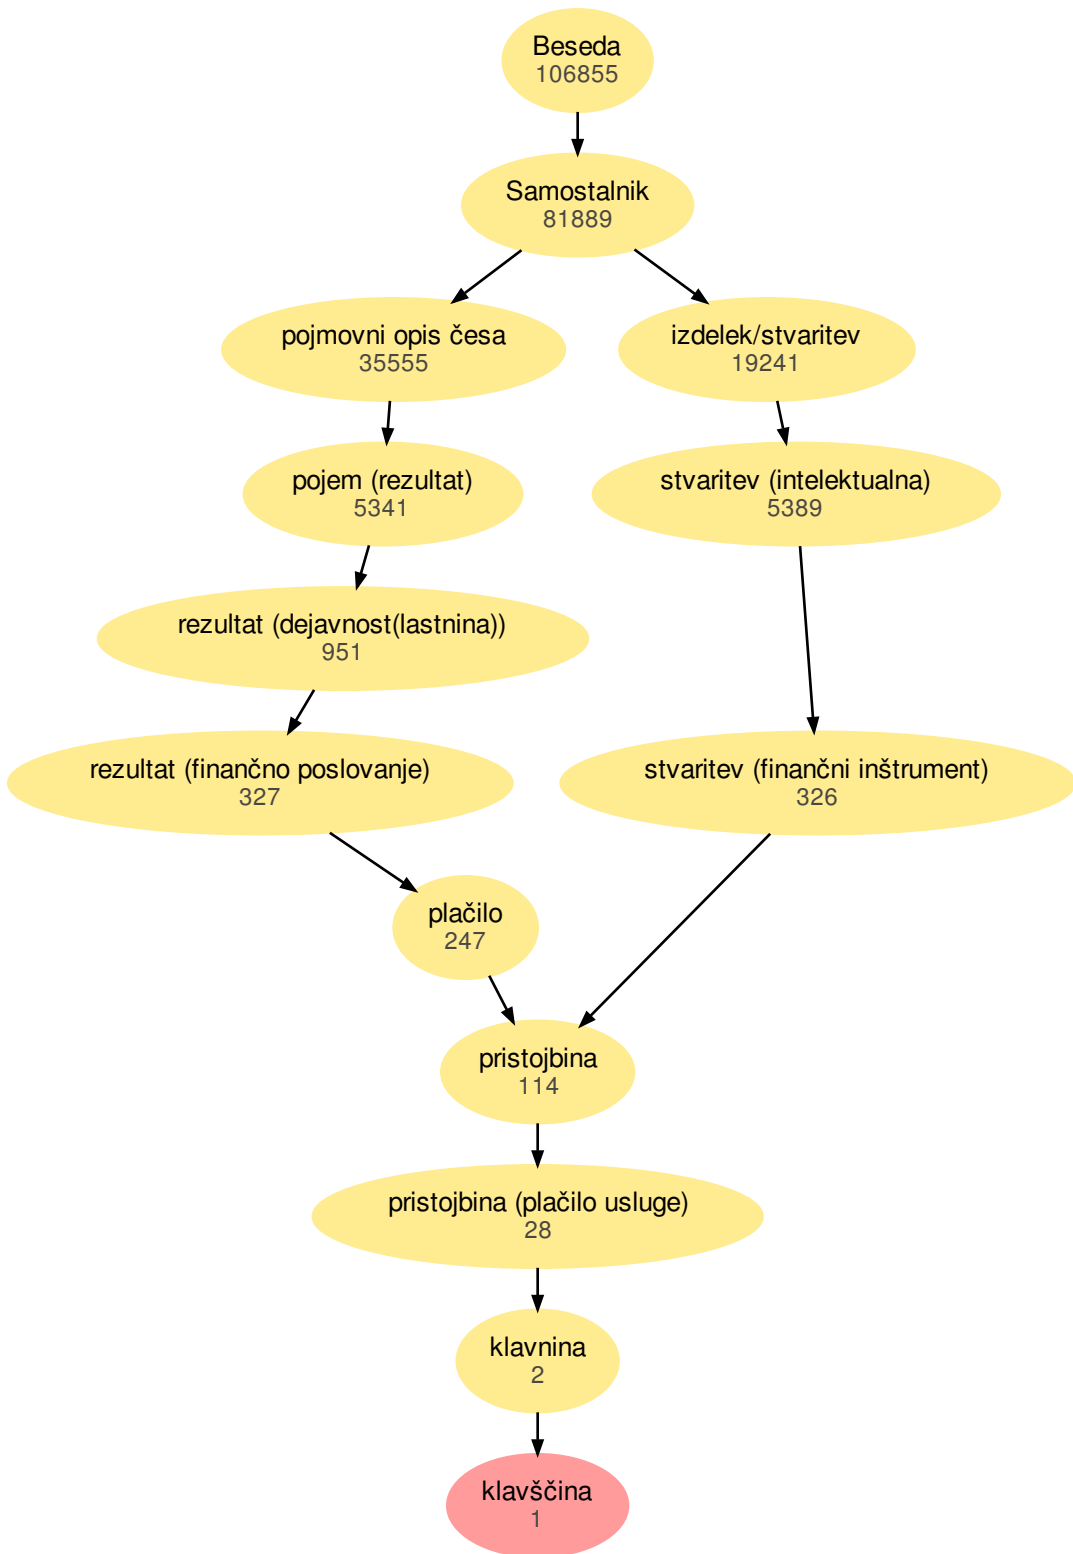 Beseda
106855
Samostalnik
81889
pojmovni opis česa
35555
izdelek/stvaritev
19241
pojem (rezultat)
5341
stvaritev (intelektualna)
5389
rezultat (dejavnost(lastnina))
951
rezultat (finančno poslovanje)
327
stvaritev (finančni inštrument)
326
plačilo
247
pristojbina
114
pristojbina (plačilo usluge)
28
klavnina
2
klavščina
1